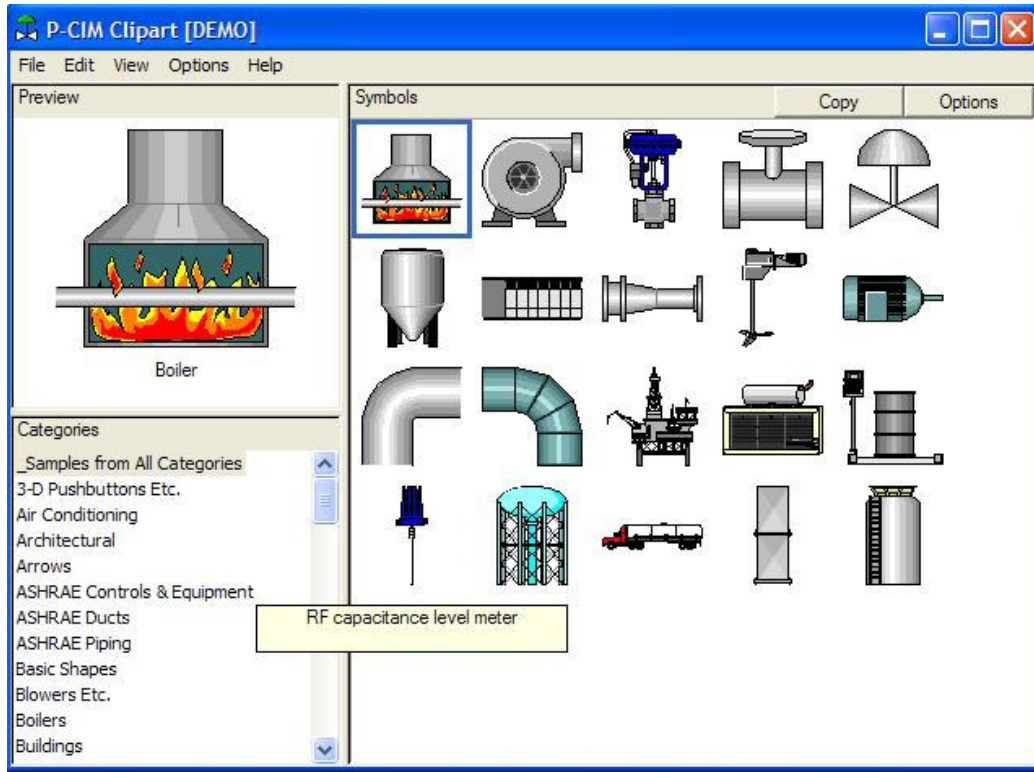 P-CIM Clipart [DEMO]
File Edit View Options Help
Preview
Boiler
Symbols
Copy
Options
Categories
_Samples from All Categories
3-D Pushbuttons Etc.
Air Conditioning
Architectural
Arrows
ASHRAE Controls & Equipment
ASHRAE Ducts
ASHRAE Piping
Basic Shapes
Blowers Etc.
Boilers
Buildings
RF capacitance level meter